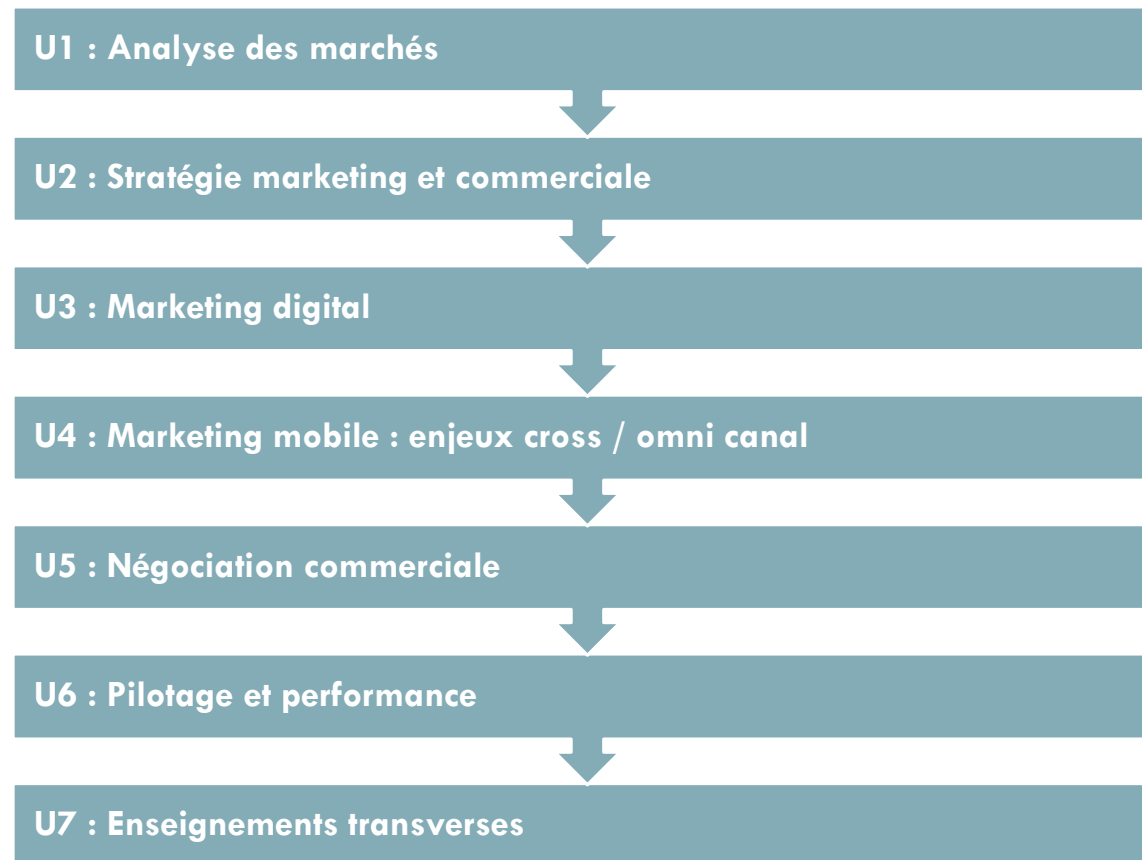 U1 : Analyse des marchés
U2 : Stratégie marketing et commerciale
U3 : Marketing digital
U4 : Marketing mobile : enjeux cross / omni canal
U5 : Négociation commerciale
U6 : Pilotage et performance
U7 : Enseignements transverses